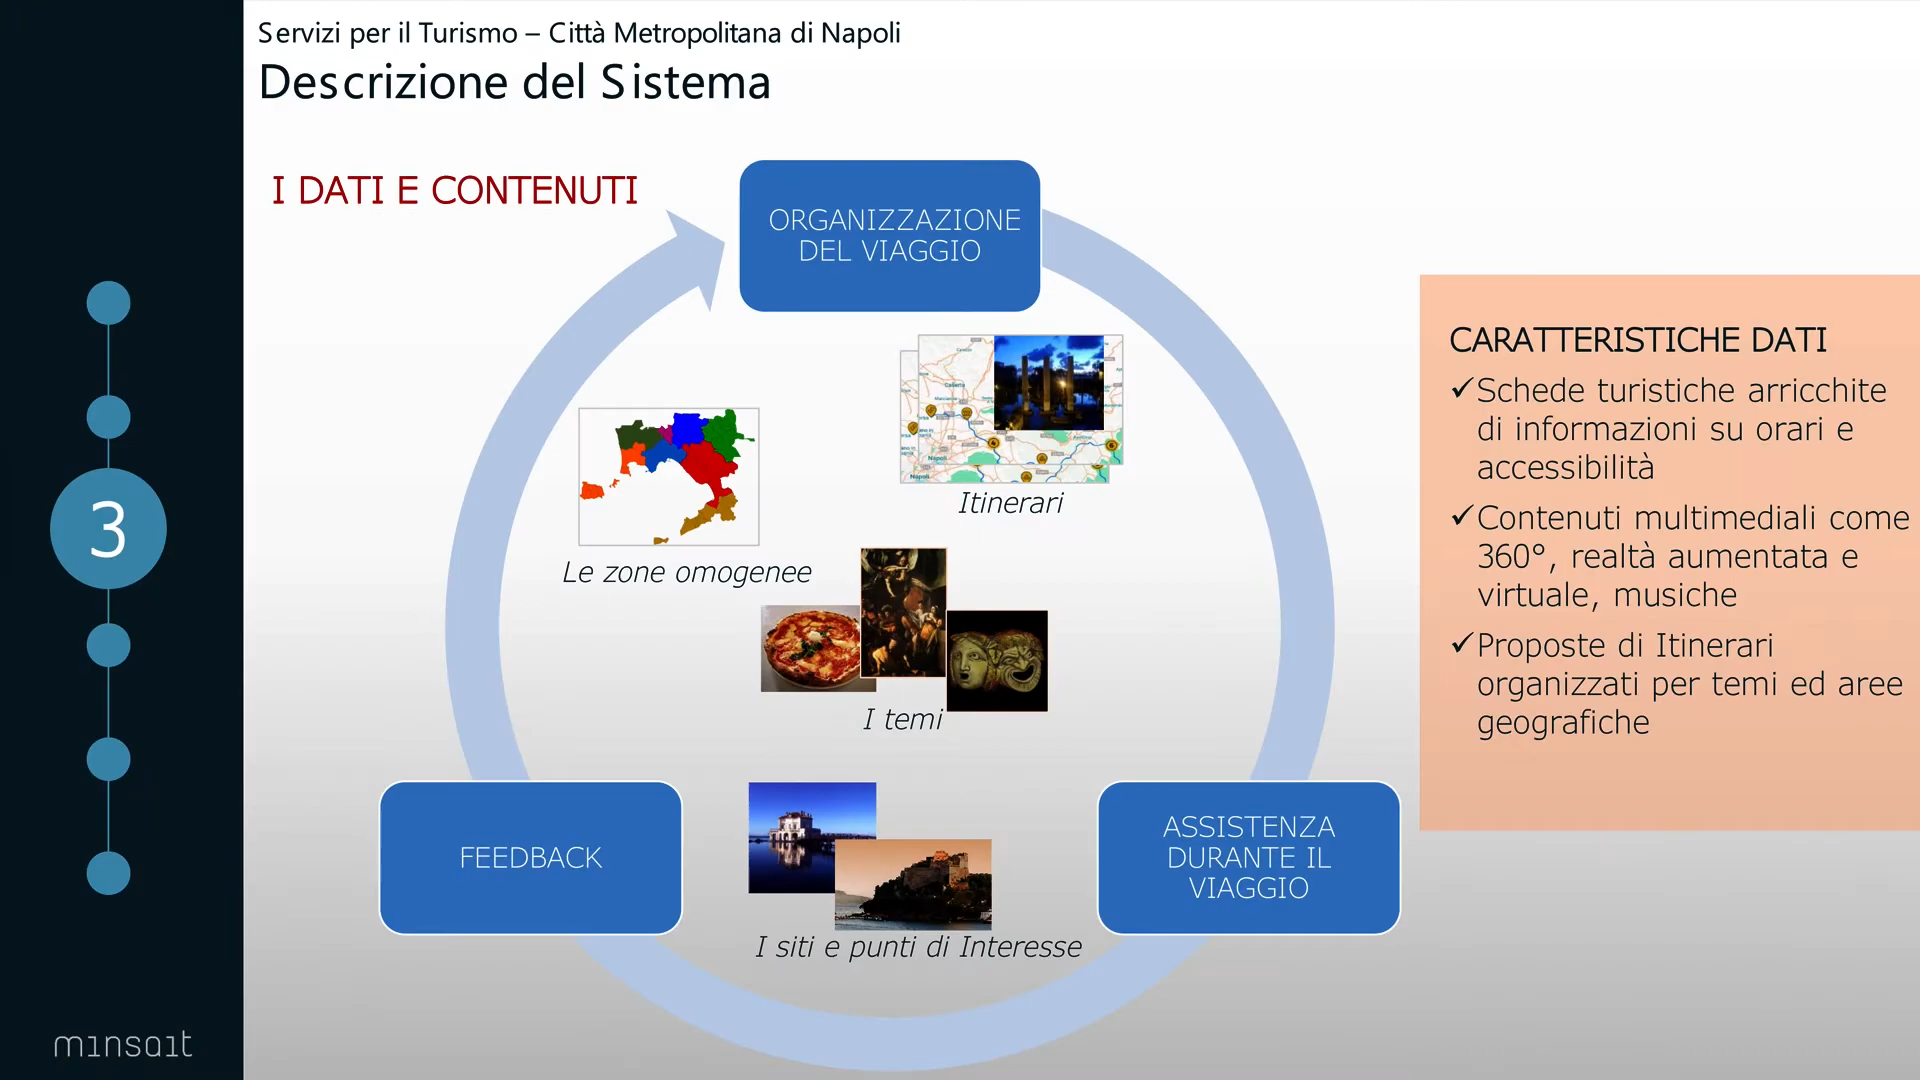 Servizi per il Turismo – Città Metropolitana di Napoli
Descrizione del Sistema
I DATI E CONTENUTI
ORGANIZZAZIONE
DEL VIAGGIO
Itinerari
Le zone omogenee
I temi
FEEDBACK
ASSISTENZA
DURANTE IL
VIAGGIO
I siti e punti di Interesse
CARATTERISTICHE DATI
✓Schede turistiche arricchite
di informazioni su orari e
accessibilità
✓Contenuti multimediali come
360°, realtà aumentata e
virtuale, musiche
✓Proposte di Itinerari
organizzati per temi ed aree
geografiche
3
minsait